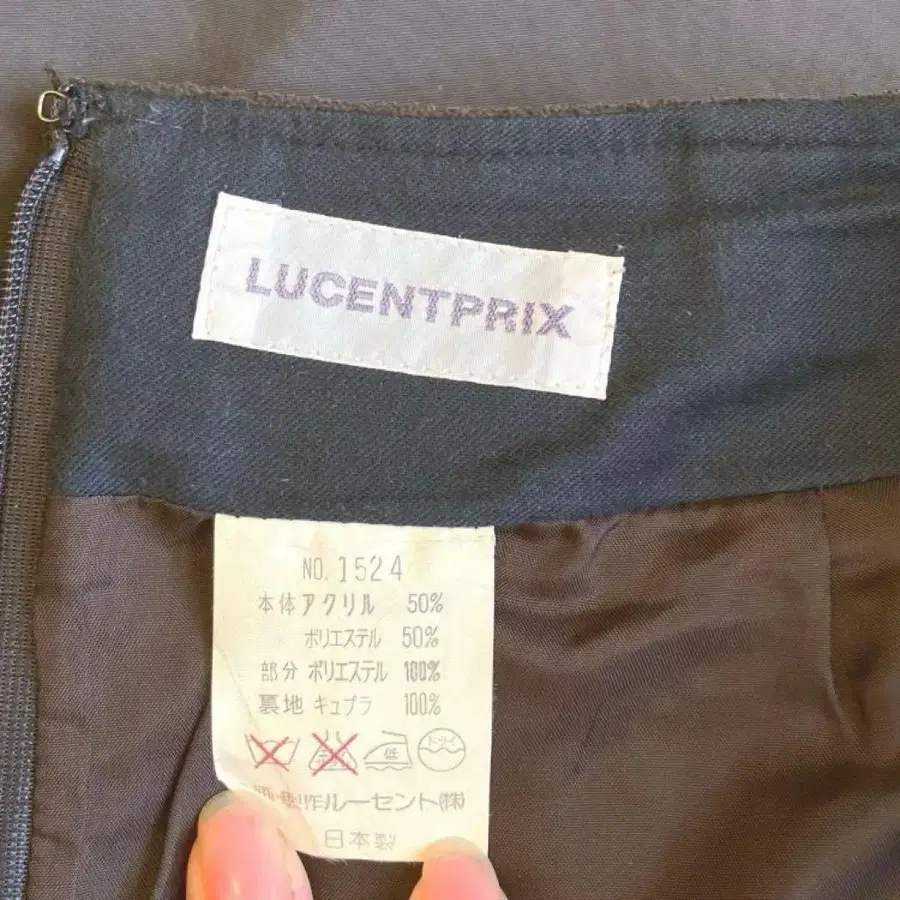 LUCENTPRIX
NO.1524
本体 アクリル 50%
ポリエステル 50%
部分 ポリエステル 100%
裏地 キュプラ 100%
低 ドライ
作ルーセント(株)
日本製